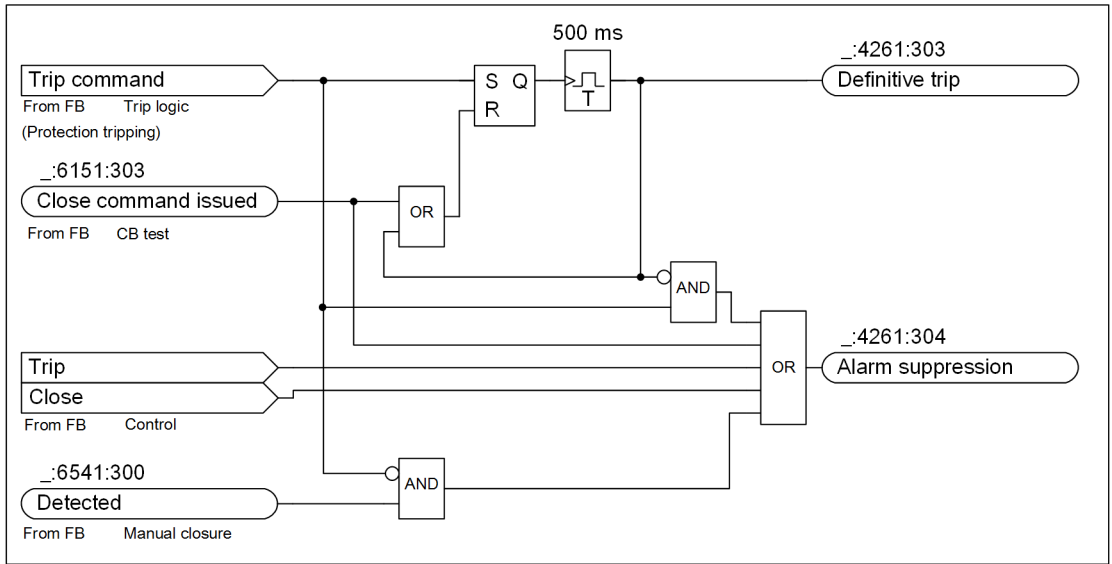 500 ms
_:4261:303
Trip command
S Q
Definitive trip
From FB Trip logic
R
T
(Protection tripping)
_:6151:303
Close command issued
OR
From FB CB test
AND
_:4261:304
Trip
OR
Alarm suppression
Close
From FB Control
_:6541:300
AND
Detected
From FB Manual closure